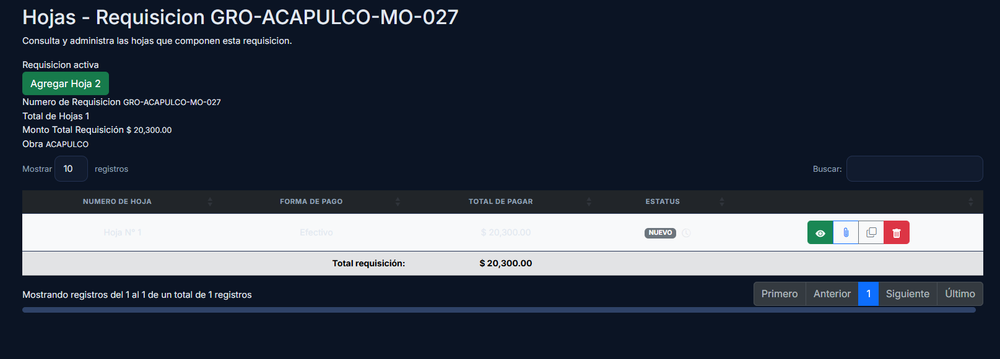 Hojas - Requisicion GRO-ACAPULCO-MO-027
Consulta y administra las hojas que componen esta requisicion.
Requisicion activa
Agregar Hoja 2
Numero de Requisicion GRO-ACAPULCO-MO-027
Total de Hojas 1
Monto Total Requisición $ 20,300.00
Obra ACAPULCO
Mostrar 10 registros Buscar:
NUMERO DE HOJA FORMA DE PAGO TOTAL DE PAGAR ESTATUS
Hoja N° 1 Efectivo $ 20,300.00 NUEVO
Total requisición: $ 20,300.00
Mostrando registros del 1 al 1 de un total de 1 registros Primero Anterior 1 Siguiente Último